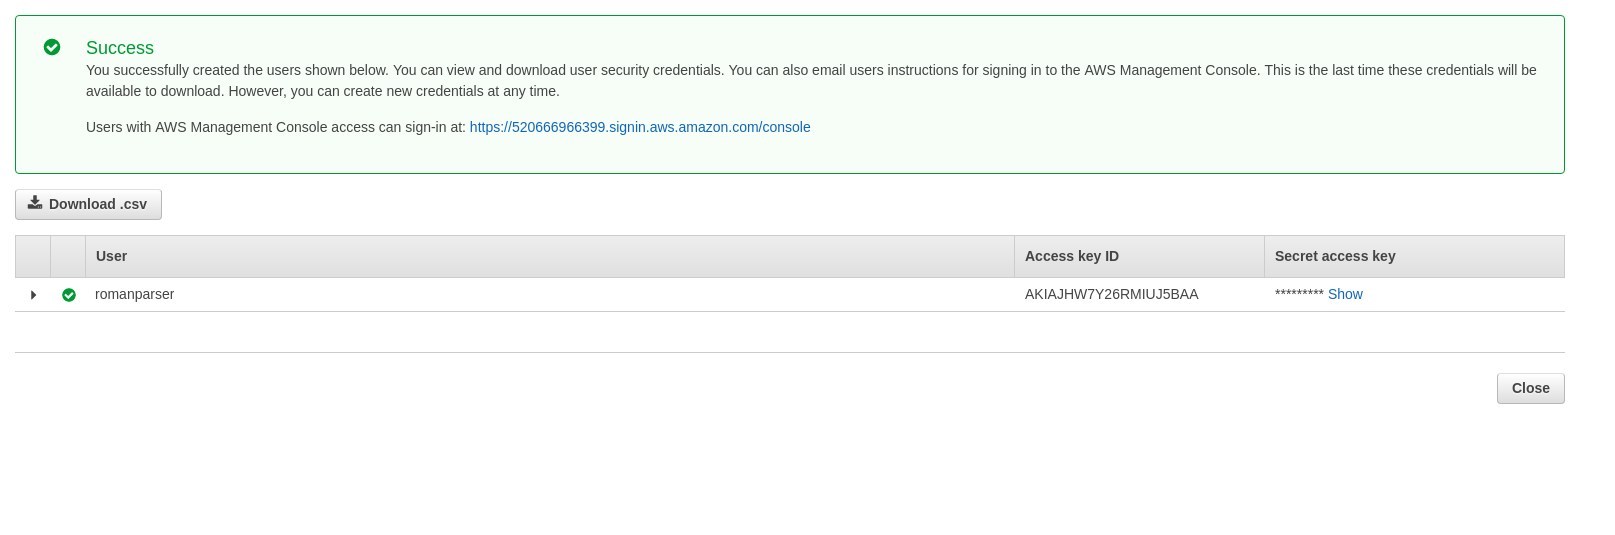 Success
You successfully created the users shown below. You can view and download user security credentials. You can also email users instructions for signing in to the AWS Management Console. This is the last time these credentials will be
available to download. However, you can create new credentials at any time.
Users with AWS Management Console access can sign-in at: https://520666966399.signin.aws.amazon.com/console
Download .csv
User Access key ID Secret access key
romanparser AKIAJHW7Y26RMIUJ5BAA ********* Show
Close